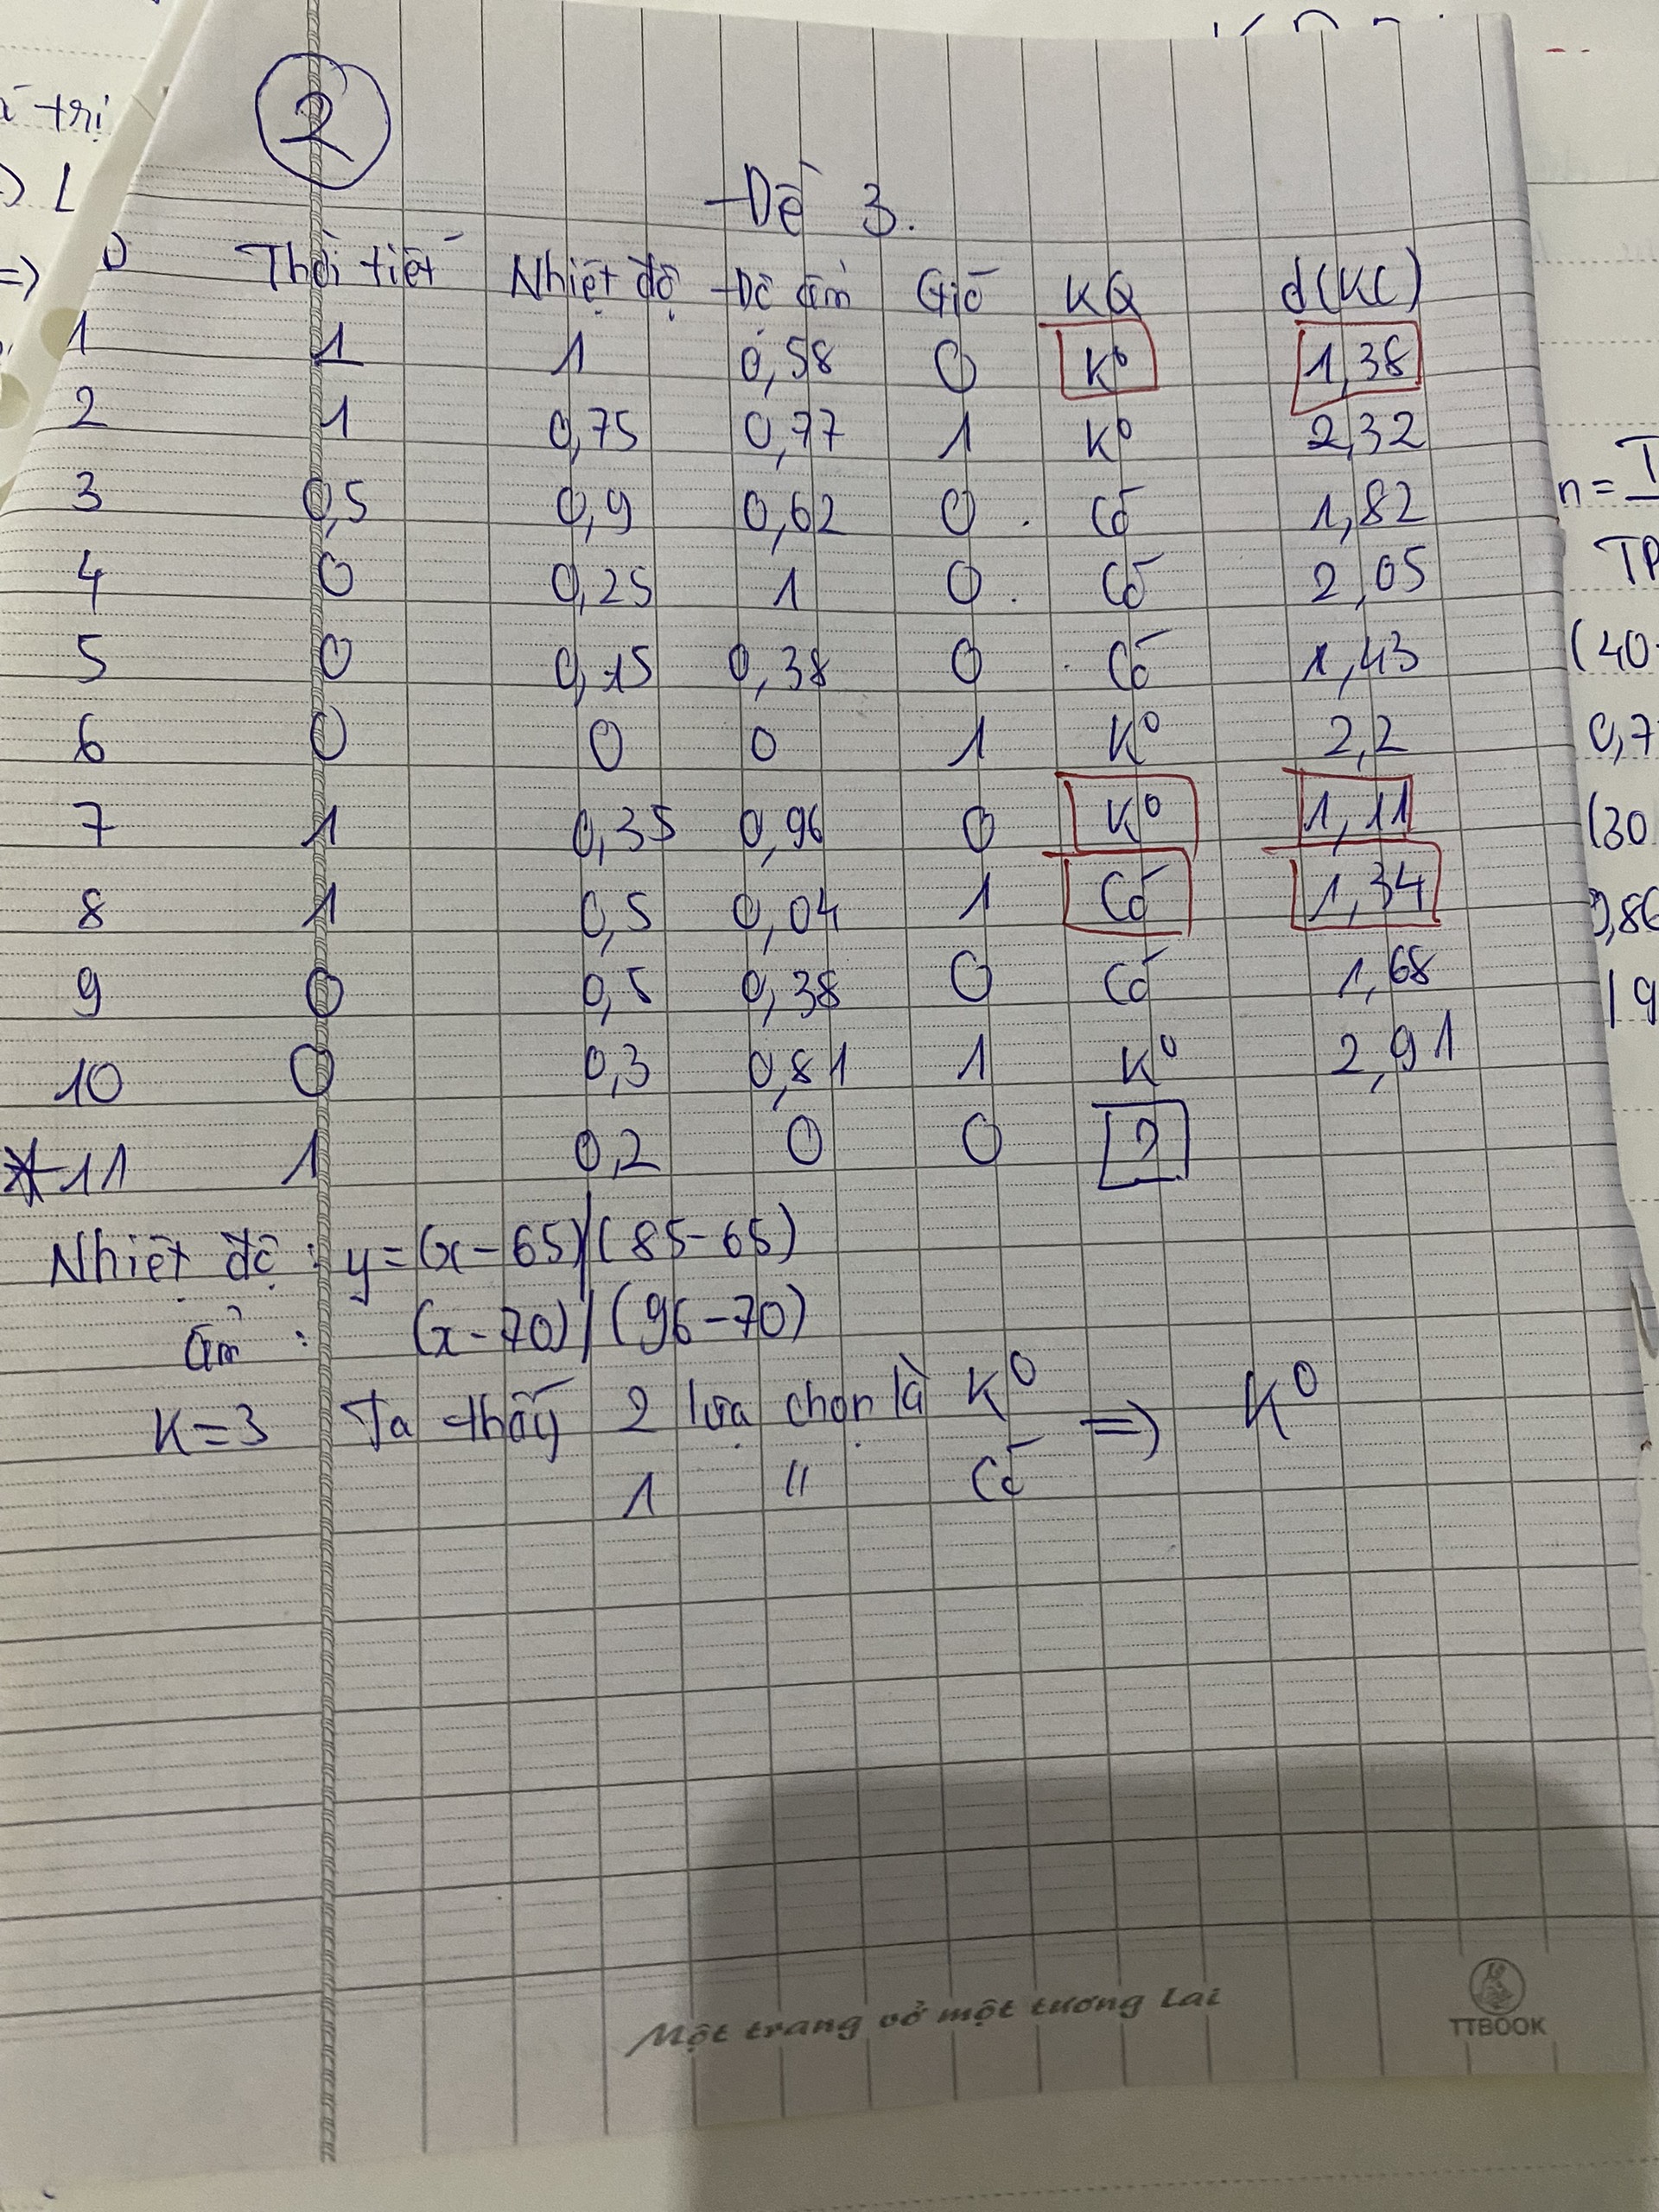 ả trị
2
=) L
Đề 3.
=)
D Thời tiết Nhiệt độ Độ ẩm Gió KQ d(KC)
1 1 1 0,58 0 K⁰ 1,38
2 1 0,75 0,77 1 K⁰ 2,32
3 0,5 0,9 0,62 0 Có 1,82
4 0 0,25 1 0 Có 2,05
5 0 0,15 0,38 0 Có 1,43
6 0 0 0 1 K⁰ 2,2
7 1 0,35 0,96 0 K⁰ 1,11
8 1 0,5 0,04 1 Có 1,34
9 0 0,5 0,38 0 Có 1,68
10 0 0,3 0,81 1 K⁰ 2,91
* 11 1 0,2 0 0 ?
Nhiệt độ : y = (x - 65)/(85 - 65)
ẩm : (x - 70)/(96 - 70)
K = 3 Ta thấy 2 lựa chọn là K⁰ => K⁰
1 " Có
n = T
TP
(40
0,7
(30
0,86
19
Một trang vở một tương lai
TTBOOK